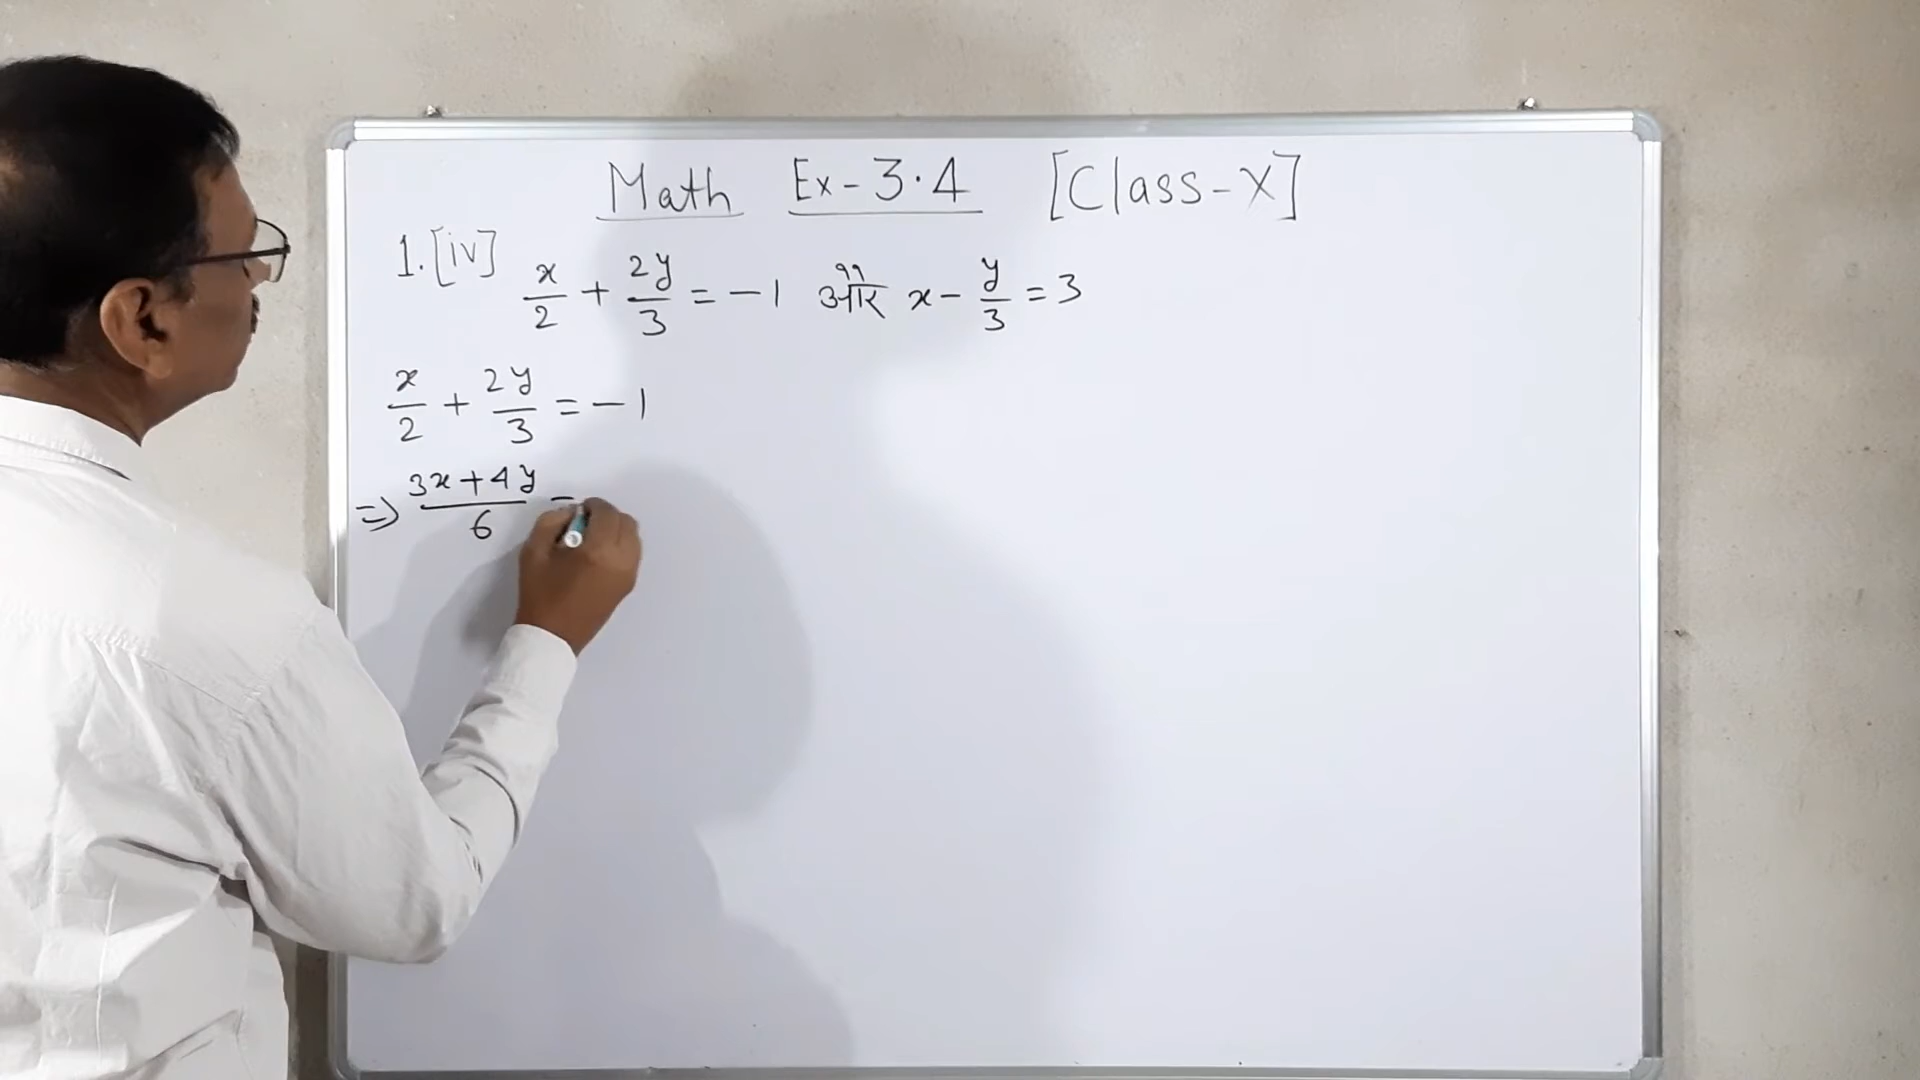 Math Ex-3.4 [Class-X]
1.[iv] x/2 + 2y/3 = -1 और x - y/3 = 3
x/2 + 2y/3 = -1
=> 3x+4y/6 =